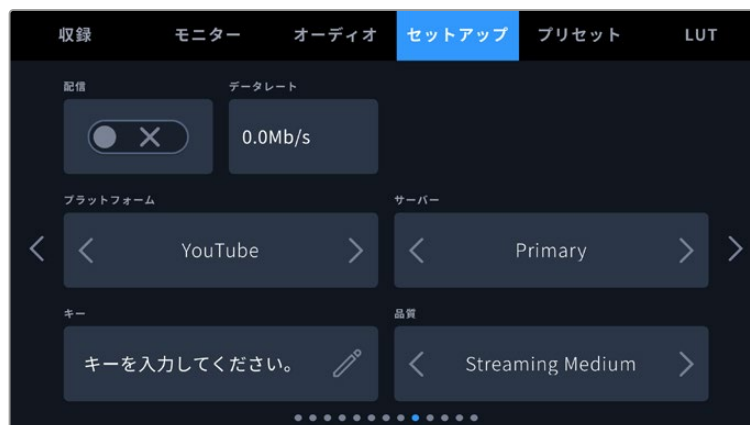 収録 モニター オーディオ セットアップ プリセット LUT
配信 データレート
0.0Mb/s
プラットフォーム サーバー
YouTube Primary
キー 品質
キーを入力してください。 Streaming Medium